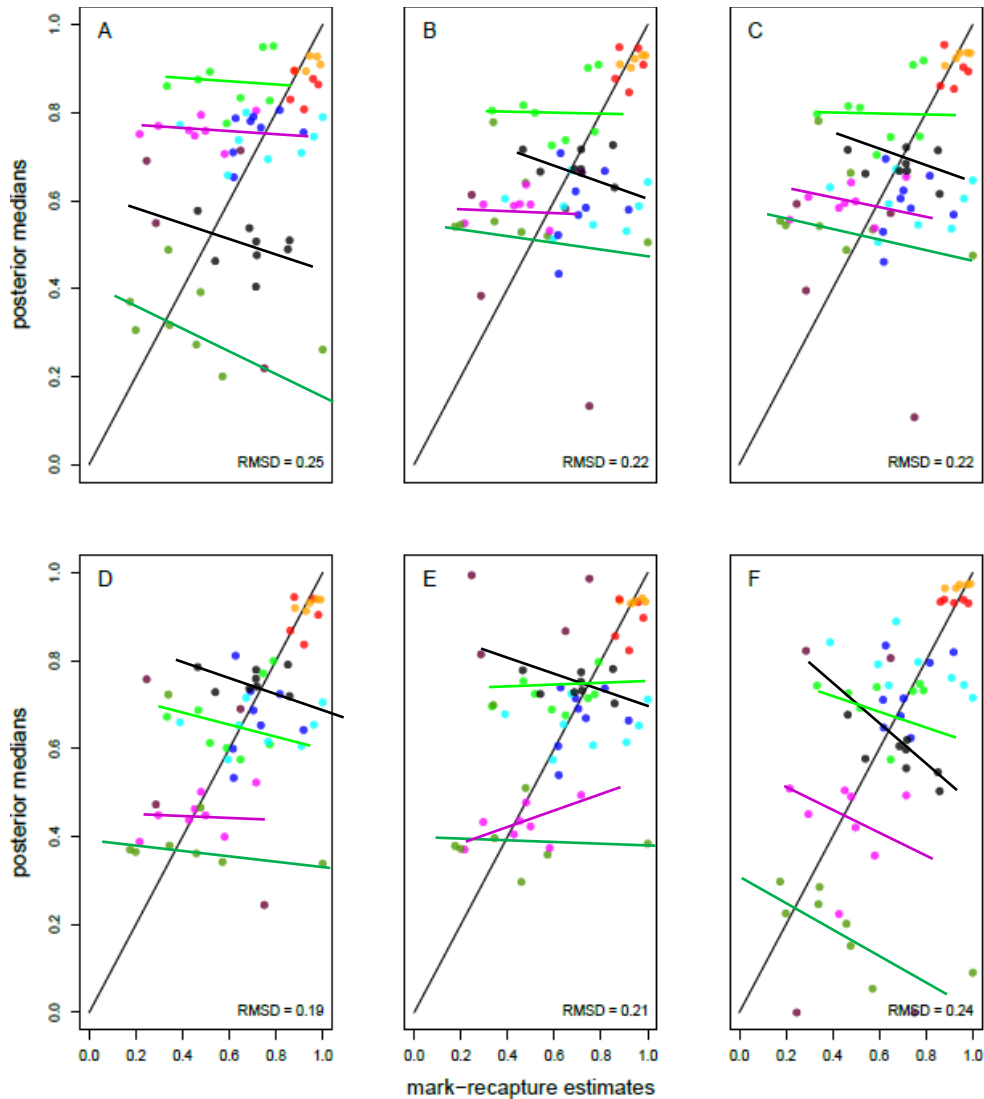 A
B
C
1.0
0.8
0.6
0.4
0.2
0.0
posterior medians
RMSD = 0.25
RMSD = 0.22
RMSD = 0.22
D
E
F
1.0
0.8
0.6
0.4
0.2
0.0
posterior medians
RMSD = 0.19
RMSD = 0.21
RMSD = 0.24
0.0 0.2 0.4 0.6 0.8 1.0
0.0 0.2 0.4 0.6 0.8 1.0
0.0 0.2 0.4 0.6 0.8 1.0
mark−recapture estimates